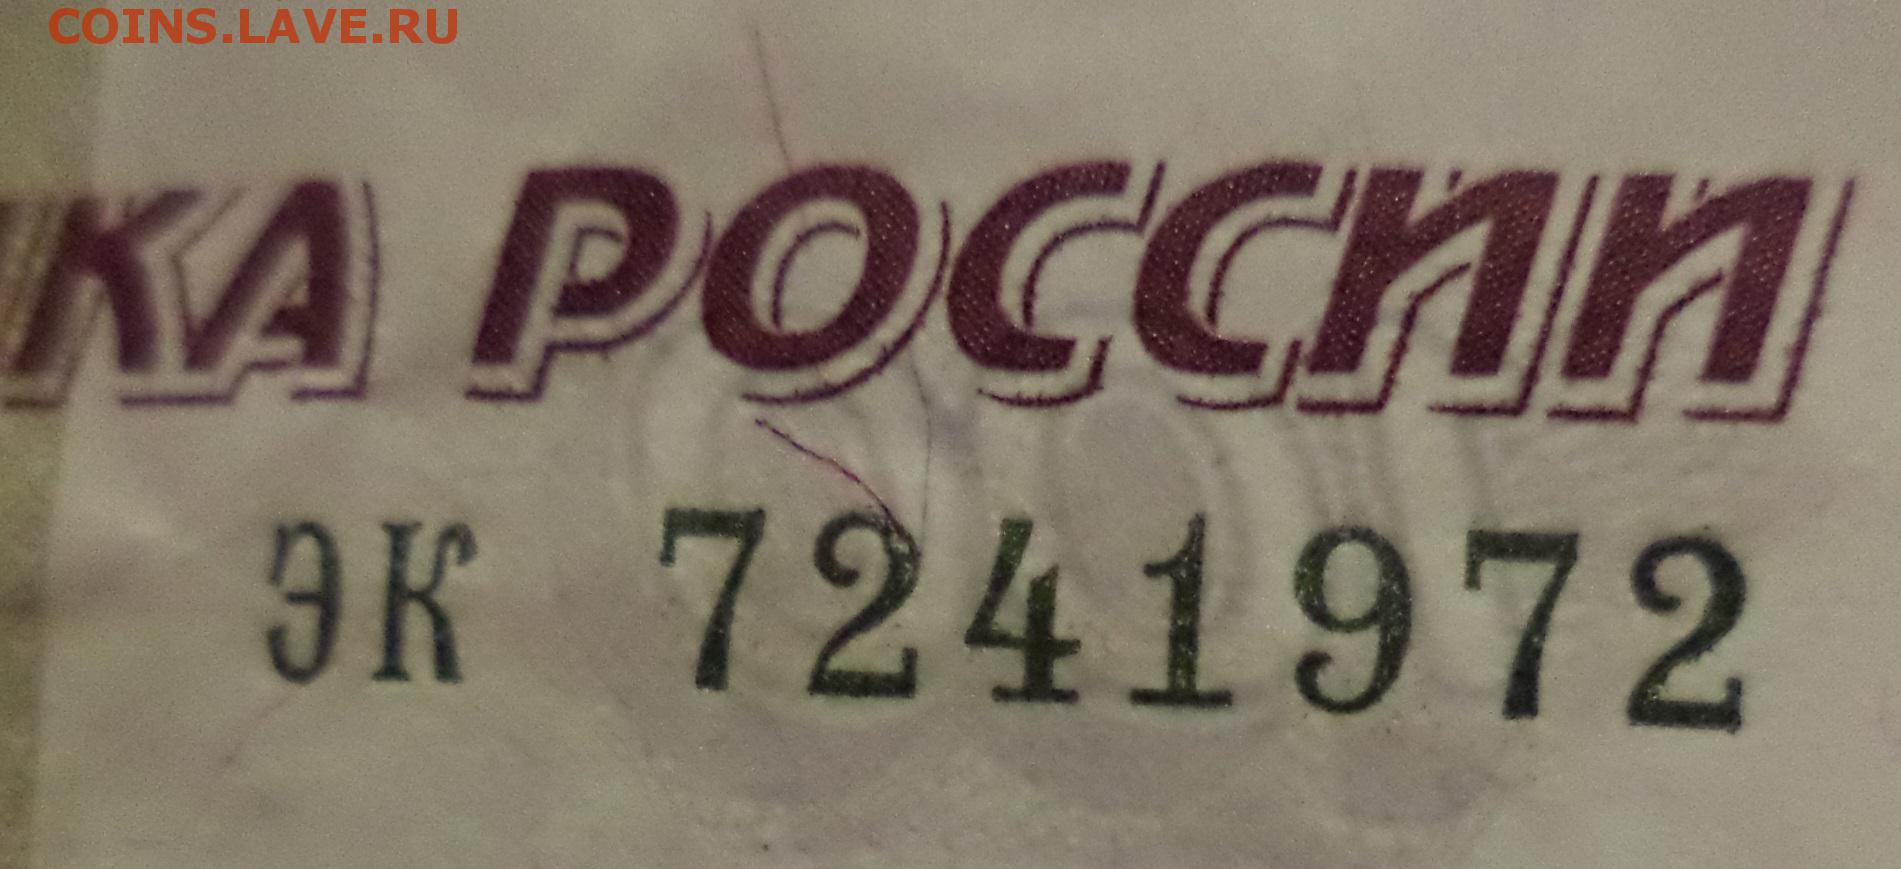 COINS.LAVE.RU
КА РОССИИ
ЭК 7241972